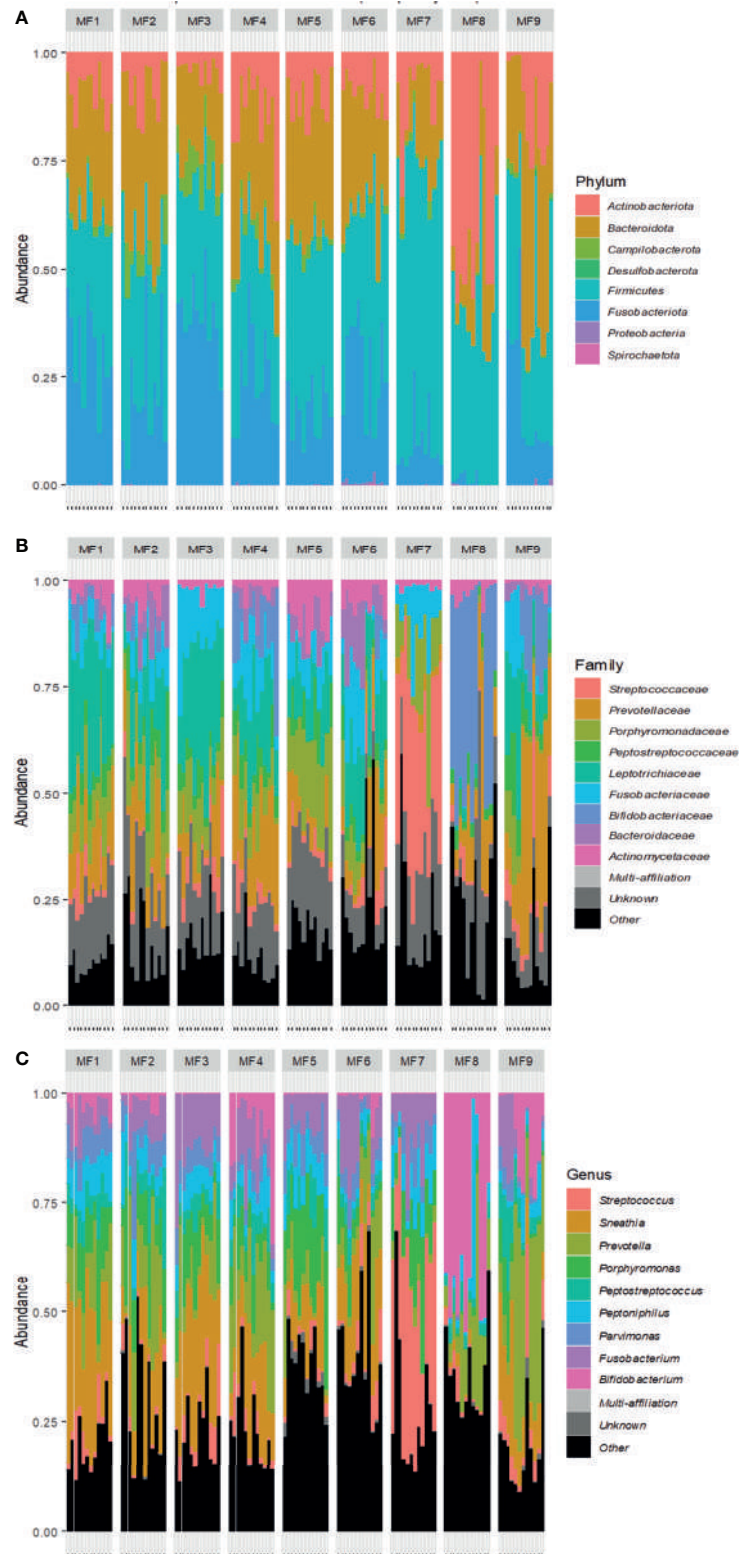 A
MF1 MF2 MF3 MF4 MF5 MF6 MF7 MF8 MF9
1.00
0.75
0.50
0.25
0.00
Abundance
Phylum
Actinobacteriota
Bacteroidota
Campilobacterota
Desulfobacterota
Firmicutes
Fusobacteriota
Proteobacteria
Spirochaetota
B
MF1 MF2 MF3 MF4 MF5 MF6 MF7 MF8 MF9
1.00
0.75
0.50
0.25
0.00
Abundance
Family
Streptococcaceae
Prevotellaceae
Porphyromonadaceae
Peptostreptococcaceae
Leptotrichiaceae
Fusobacteriaceae
Bifidobacteriaceae
Bacteroidaceae
Actinomycetaceae
Multi-affiliation
Unknown
Other
C
MF1 MF2 MF3 MF4 MF5 MF6 MF7 MF8 MF9
1.00
0.75
0.50
0.25
0.00
Abundance
Genus
Streptococcus
Sneathia
Prevotella
Porphyromonas
Peptostreptococcus
Peptoniphilus
Parvimonas
Fusobacterium
Bifidobacterium
Multi-affiliation
Unknown
Other